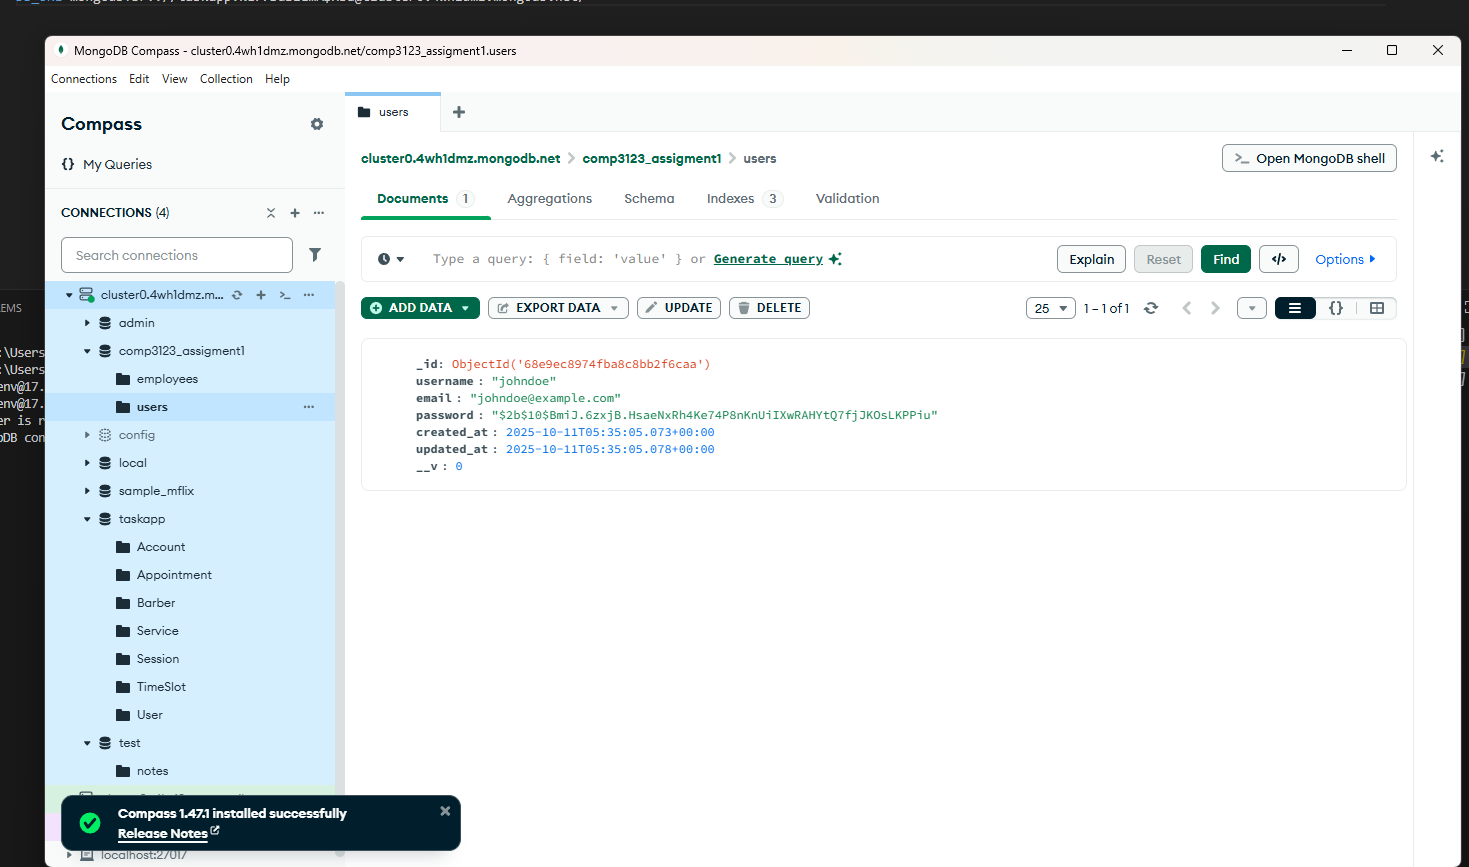 MongoDB Compass - cluster0.4wh1dmz.mongodb.net/comp3123_assigment1.users
Connections Edit View Collection Help
Compass
{} My Queries
CONNECTIONS (4)
Search connections
cluster0.4wh1dmz.m...
admin
comp3123_assigment1
employees
users
config
local
sample_mflix
taskapp
Account
Appointment
Barber
Service
Session
TimeSlot
User
test
notes
localhost:27017
Compass 1.47.1 installed successfully
Release Notes
users
cluster0.4wh1dmz.mongodb.net > comp3123_assigment1 > users
>_ Open MongoDB shell
Documents 1 Aggregations Schema Indexes 3 Validation
Type a query: { field: 'value' } or Generate query
Explain Reset Find </> Options
ADD DATA EXPORT DATA UPDATE DELETE
25 1 – 1 of 1 {}
_id: ObjectId('68e9ec8974fba8c8bb2f6caa')
username : "johndoe"
email : "johndoe@example.com"
password : "$2b$10$BmiJ.6zxjB.HsaeNxRh4Ke74P8nKnUiIXwRAHYtQ7fjJKOsLKPPiu"
created_at : 2025-10-11T05:35:05.073+00:00
updated_at : 2025-10-11T05:35:05.078+00:00
__v : 0
EMS
:\Users
:\Users
env@17.
env@17.
er is r
oDB con